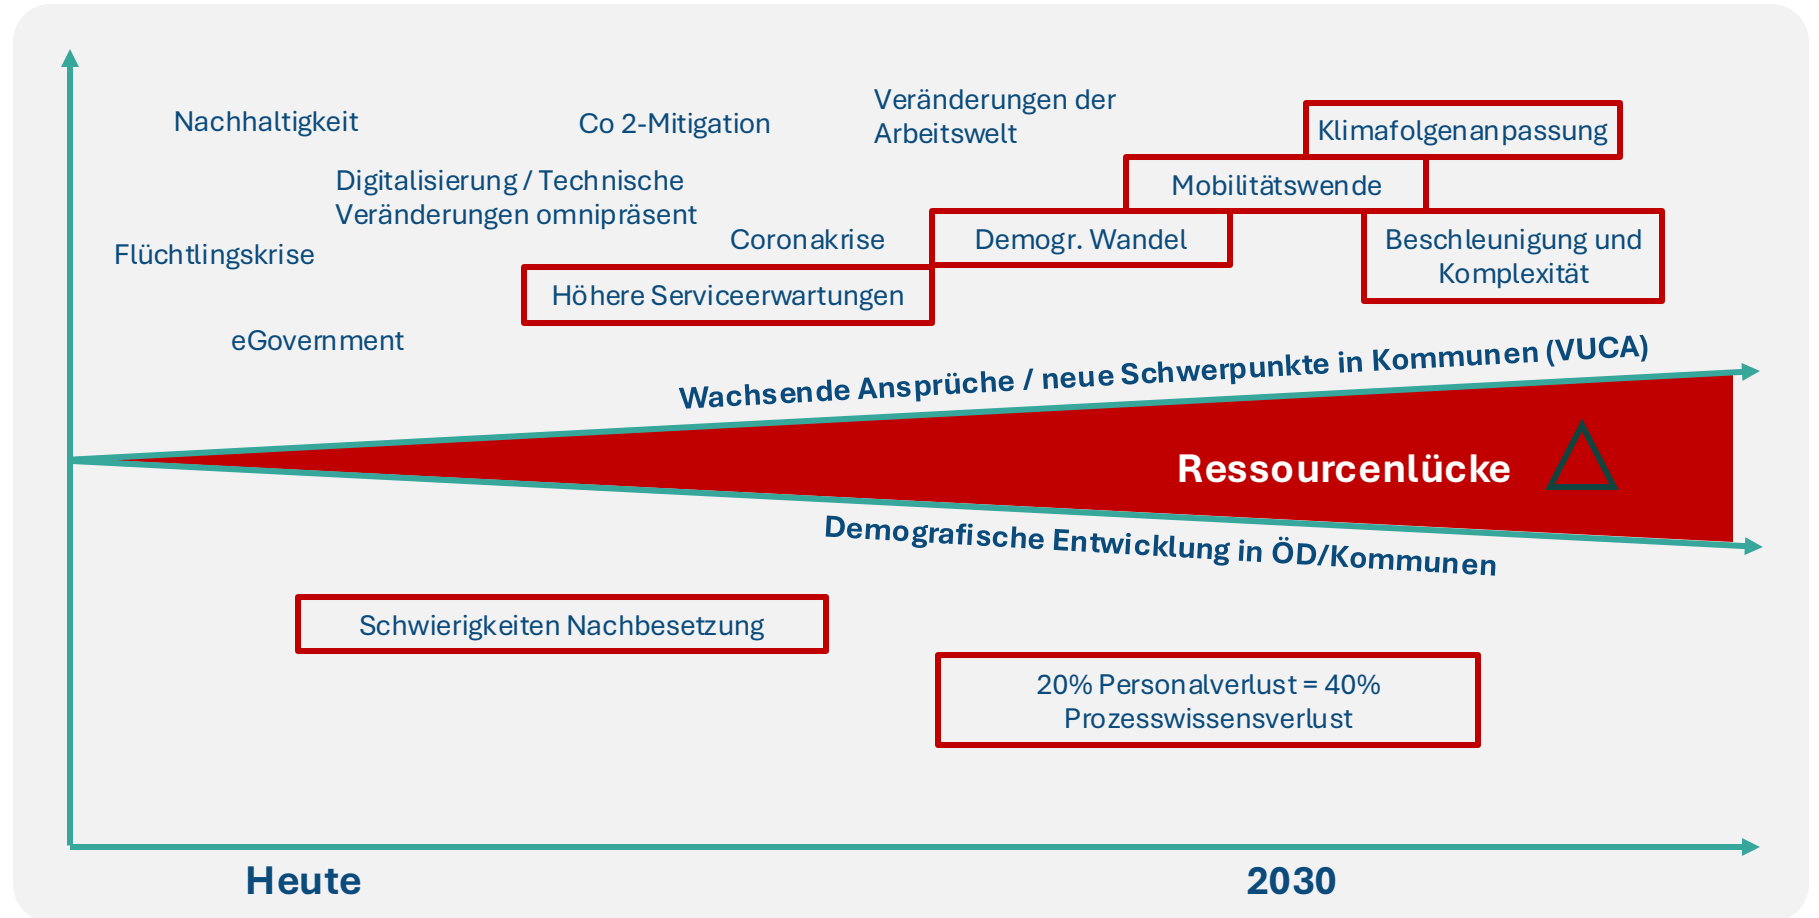 Nachhaltigkeit
Co 2-Mitigation
Veränderungen der
Arbeitswelt
Klimafolgenanpassung
Digitalisierung / Technische
Veränderungen omnipräsent
Mobilitätswende
Flüchtlingskrise
Coronakrise
Demogr. Wandel
Beschleunigung und
Komplexität
Höhere Serviceerwartungen
eGovernment
Wachsende Ansprüche / neue Schwerpunkte in Kommunen (VUCA)
Ressourcenlücke
Demografische Entwicklung in ÖD/Kommunen
Schwierigkeiten Nachbesetzung
20% Personalverlust = 40%
Prozesswissensverlust
Heute
2030